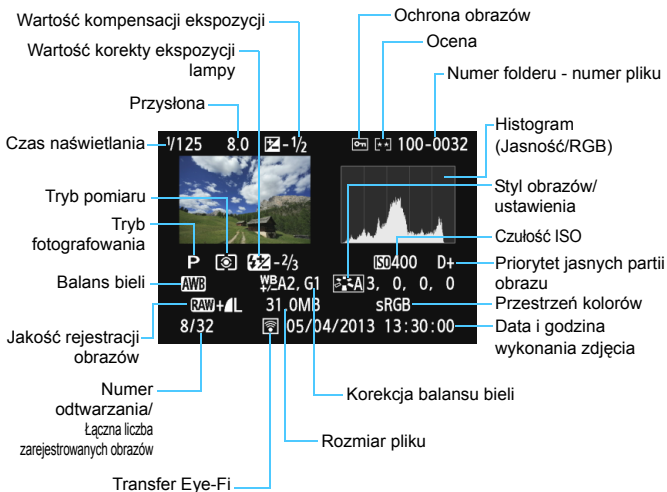 Wartość kompensacji ekspozycji
Wartość korekty ekspozycji
lampy
Przysłona
Czas naświetlania
Ochrona obrazów
Ocena
Numer folderu - numer pliku
Histogram
(Jasność/RGB)
Styl obrazów/
ustawienia
Czułość ISO
Priorytet jasnych partii
obrazu
Przestrzeń kolorów
Data i godzina
wykonania zdjęcia
Tryb pomiaru
Tryb
fotografowania
Balans bieli
Jakość rejestracji
obrazów
Numer
odtwarzania/
Łączna liczba
zarejestrowanych obrazów
Transfer Eye-Fi
Rozmiar pliku
Korekcja balansu bieli
1/125 8.0 -1/2 100-0032
P -2/3 ISO 400 D+
AWB WB A2, G1 A 3, 0, 0, 0
RAW+L 31.0MB sRGB
8/32 05/04/2013 13:30:00